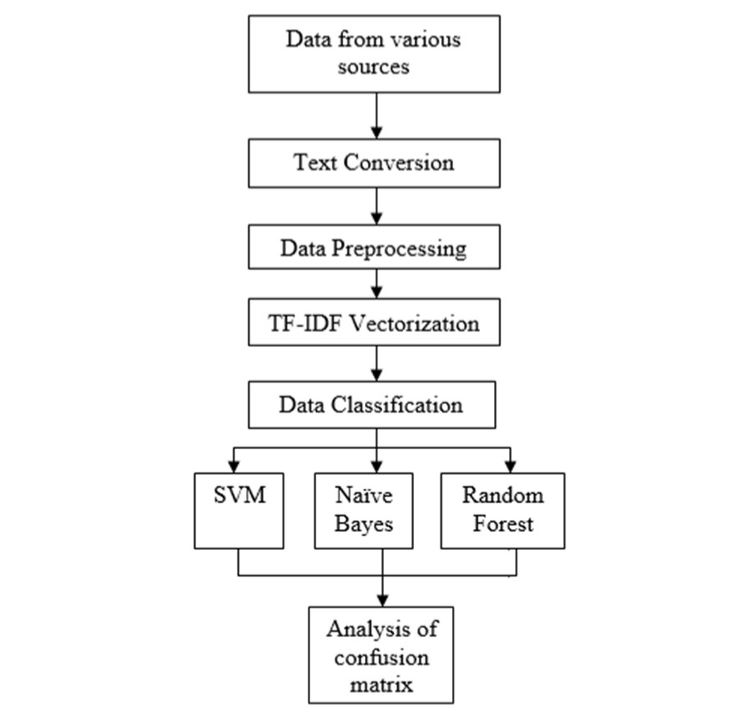 Data from various
sources
Text Conversion
Data Preprocessing
TF-IDF Vectorization
Data Classification
SVM
Naïve
Bayes
Random
Forest
Analysis of
confusion
matrix